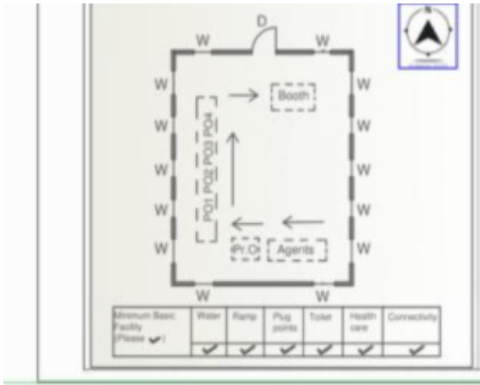 N
D
W W
W W
Booth
W W
PO1 PO2 PO3 PO4
W W
W W
W W
Pr.O Agents
W W
Minimum Basic Facility (Please ✔) Water Ramp Plug points Toilet Health care Connectivity
✔ ✔ ✔ ✔ ✔ ✔